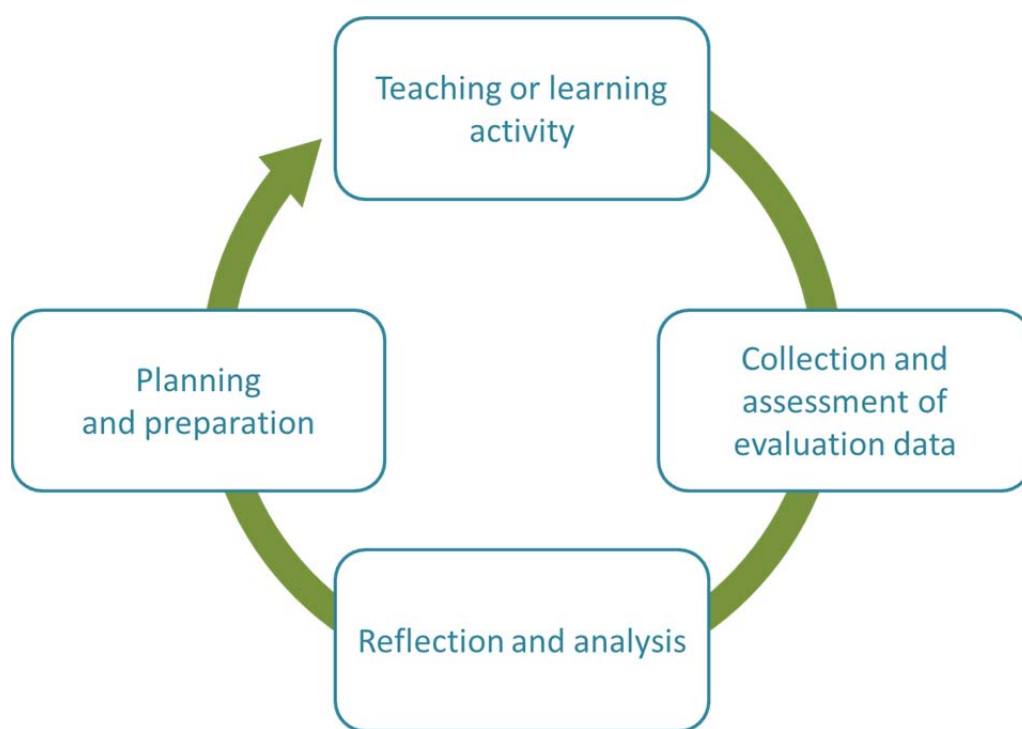 Teaching or learning
activity
Collection and
assessment of
evaluation data
Reflection and analysis
Planning
and preparation